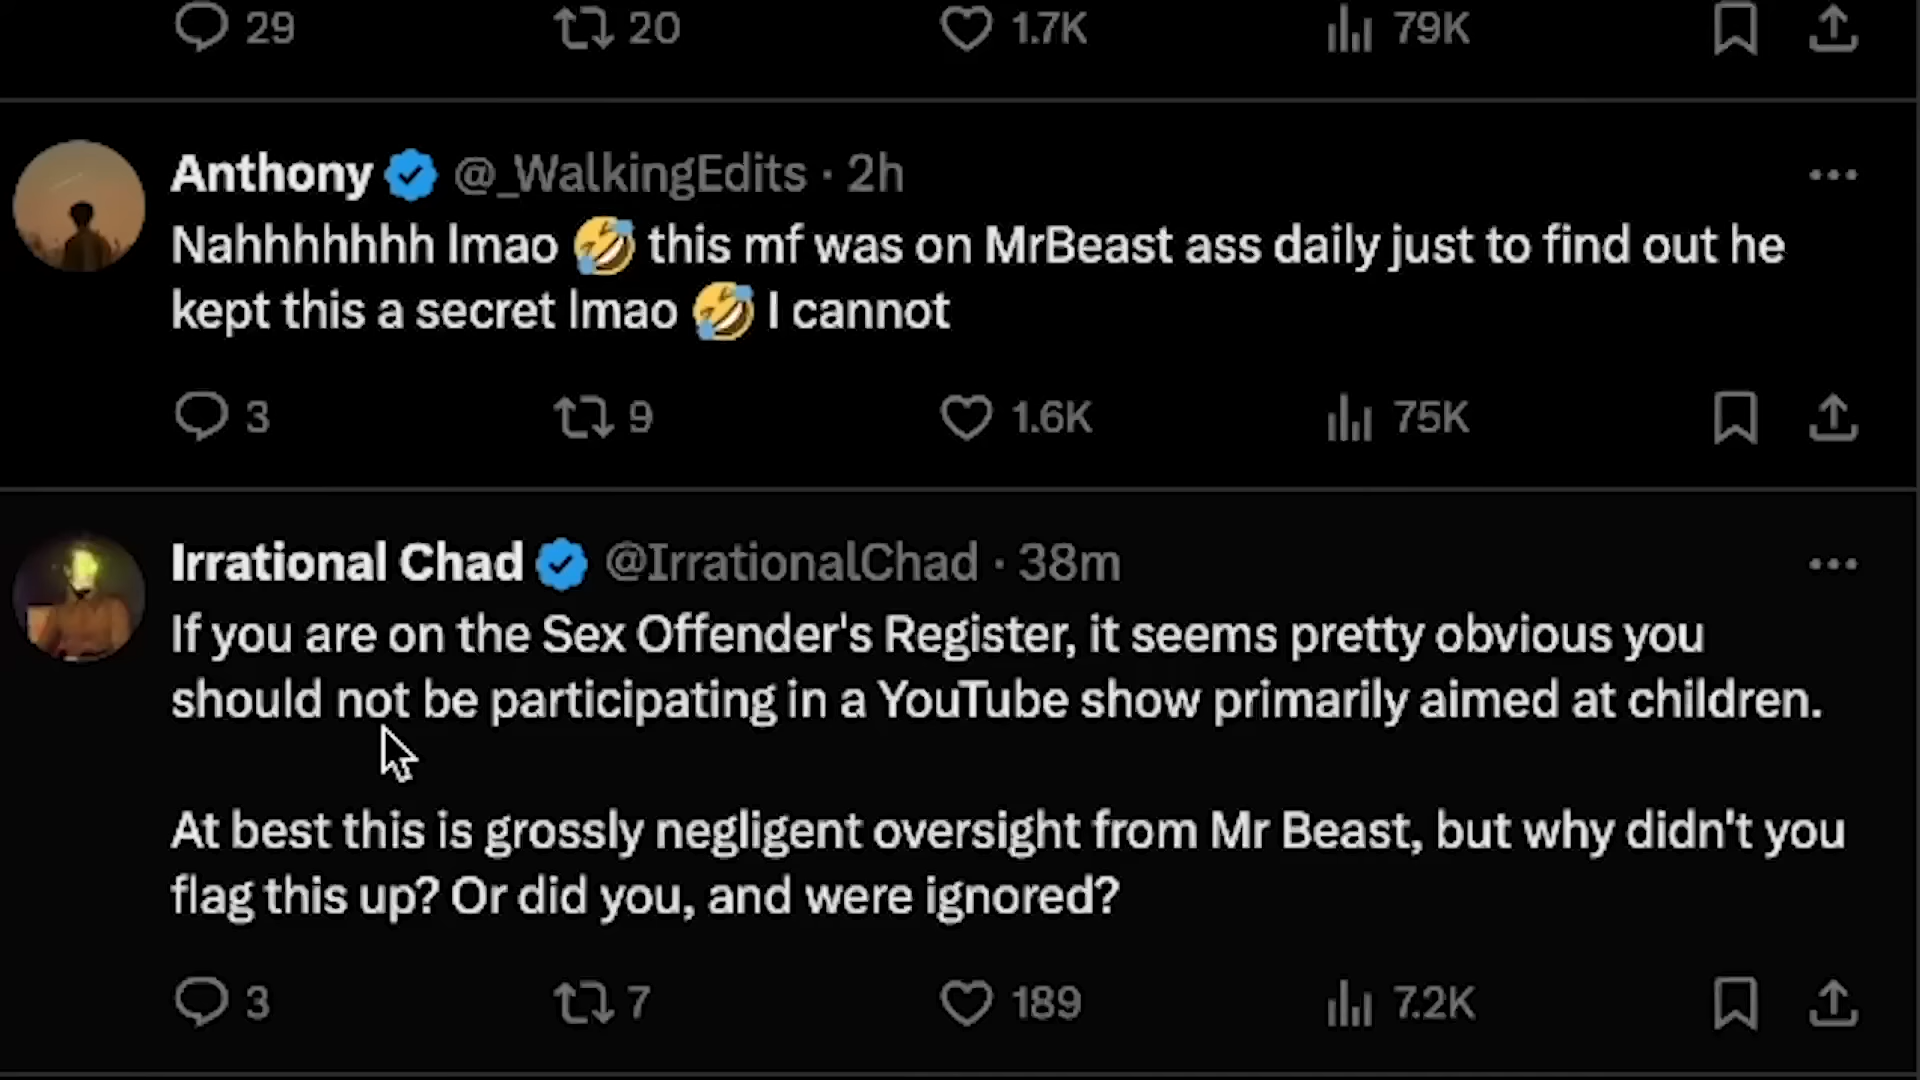 29 20 1.7K 79K
Anthony @_WalkingEdits · 2h
Nahhhhhhh lmao 🤣 this mf was on MrBeast ass daily just to find out he
kept this a secret lmao 🤣 I cannot
3 9 1.6K 75K
Irrational Chad @IrrationalChad · 38m
If you are on the Sex Offender's Register, it seems pretty obvious you
should not be participating in a YouTube show primarily aimed at children.
At best this is grossly negligent oversight from Mr Beast, but why didn't you
flag this up? Or did you, and were ignored?
3 7 189 7.2K